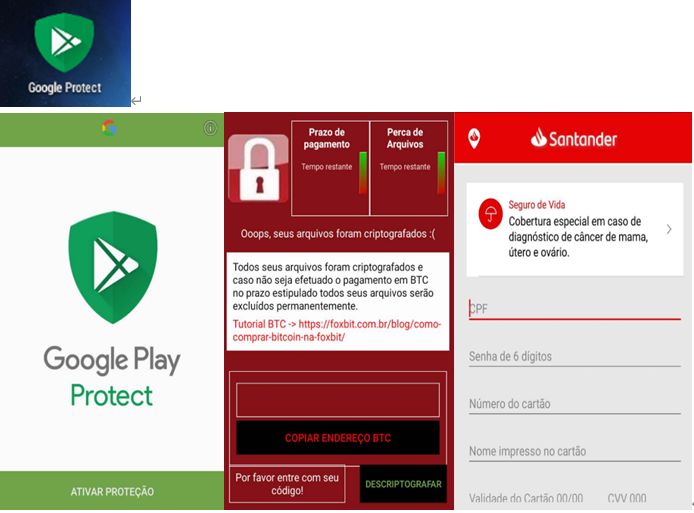 Google Protect
Google Play
Protect
ATIVAR PROTEÇÃO
Prazo de
pagamento
Tempo restante
Perca de
Arquivos
Tempo restante
Ooops, seus arquivos foram criptografados :(
Todos seus arquivos foram criptografados e
caso não seja efetuado o pagamento em BTC
no prazo estipulado todos seus arquivos serão
excluídos permanentemente.
Tutorial BTC -> https://foxbit.com.br/blog/como-
comprar-bitcoin-na-foxbit/
COPIAR ENDEREÇO BTC
Por favor entre com seu
código!
DESCRIPTOGRAFAR
Santander
Seguro de Vida
Cobertura especial em caso de
diagnóstico de câncer de mama,
útero e ovário.
CPF
Senha de 6 dígitos
Número do cartão
Nome impresso no cartão
Validade do Cartão 00/00 CVV 000